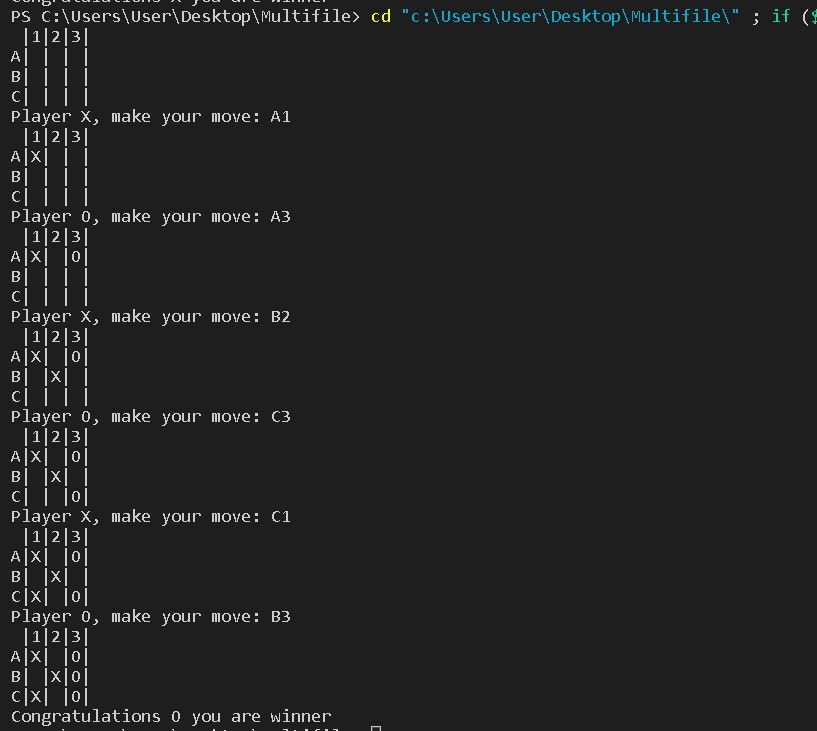 Congratulations X you are winner
PS C:\Users\User\Desktop\Multifile> cd "c:\Users\User\Desktop\Multifile\" ; if ($
 |1|2|3|
A| | | |
B| | | |
C| | | |
Player X, make your move: A1
 |1|2|3|
A|X| | |
B| | | |
C| | | |
Player O, make your move: A3
 |1|2|3|
A|X| |O|
B| | | |
C| | | |
Player X, make your move: B2
 |1|2|3|
A|X| |O|
B| |X| |
C| | | |
Player O, make your move: C3
 |1|2|3|
A|X| |O|
B| |X| |
C| | |O|
Player X, make your move: C1
 |1|2|3|
A|X| |O|
B| |X| |
C|X| |O|
Player O, make your move: B3
 |1|2|3|
A|X| |O|
B| |X|O|
C|X| |O|
Congratulations O you are winner